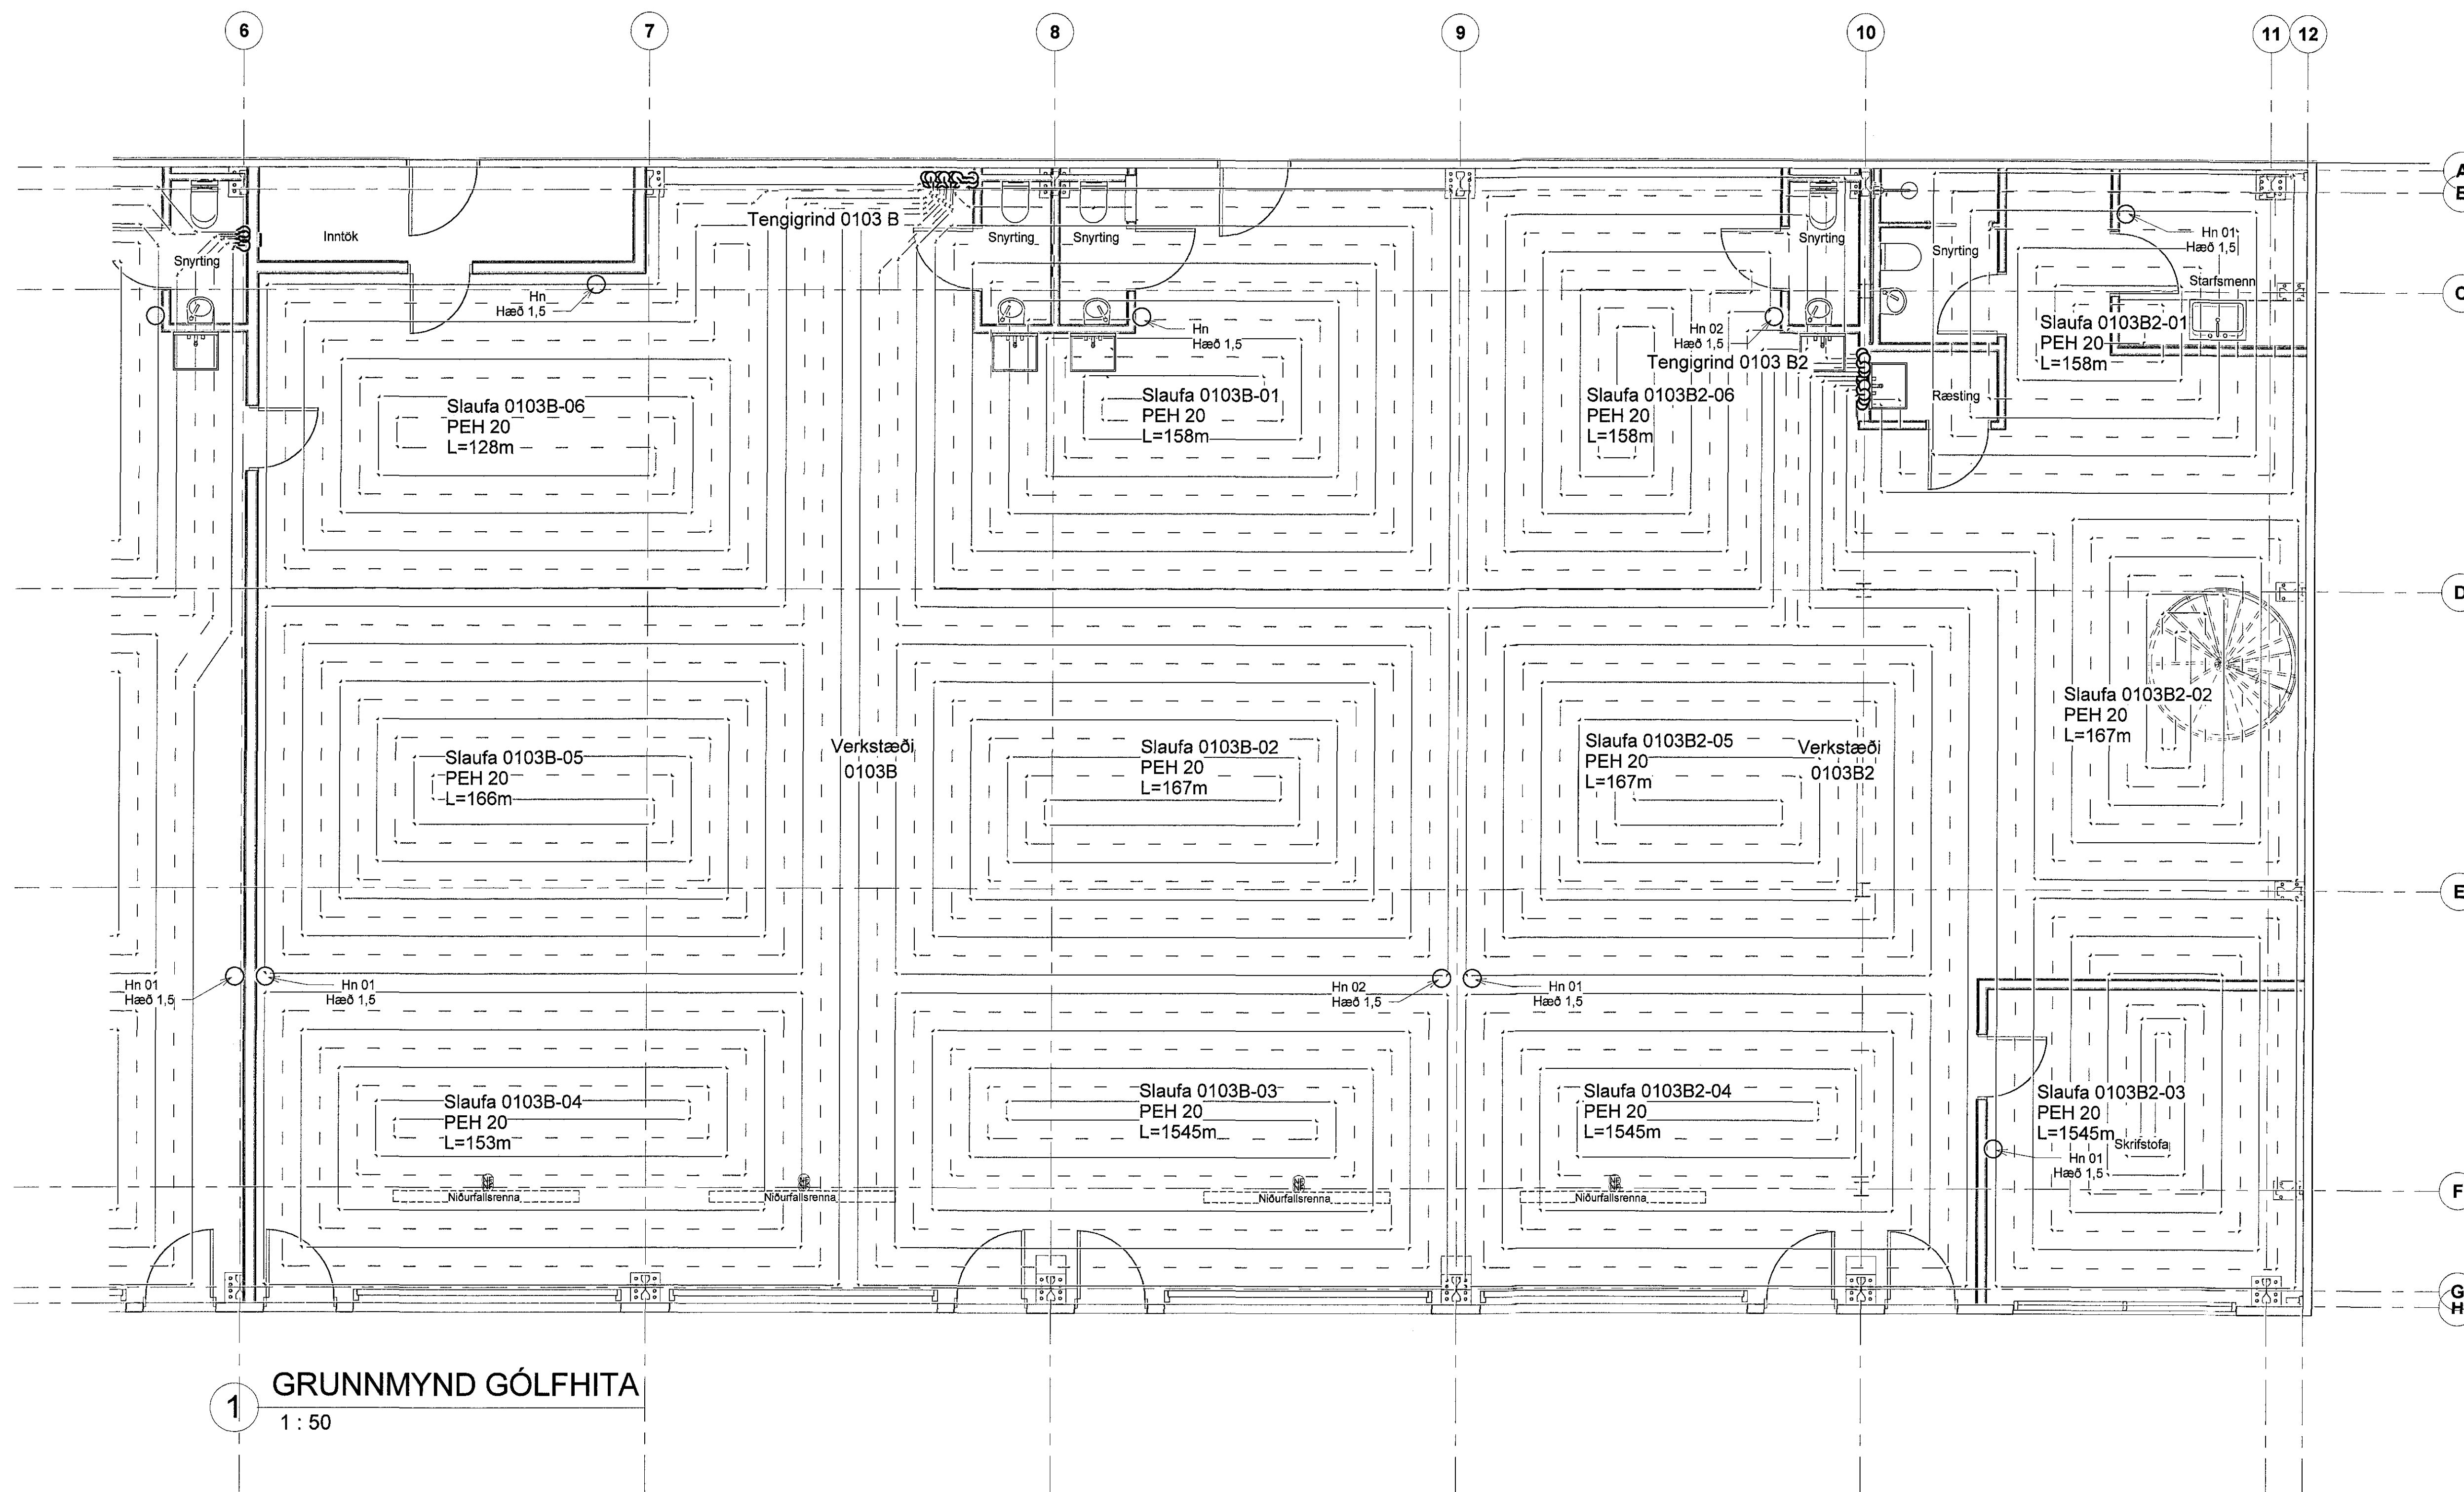 6
7
8
9
10
11
12
A
C
D
E
F
G
H
Inntök
Snyrting
Hn
Hæð 1,5
Tengigrind 0103 B
Snyrting
Snyrting
Hn
Hæð 1,5
Snyrting
Hn 02
Hæð 1,5
Tengigrind 0103 B2
Snyrting
Ræsting
Hn 01
Hæð 1,5
Starfsmenn
Slaufa 0103B-06
PEH 20
L=128m
Slaufa 0103B-01
PEH 20
L=158m
Slaufa 0103B2-06
PEH 20
L=158m
Slaufa 0103B2-01
PEH 20
L=158m
Slaufa 0103B-05
PEH 20
L=166m
Verkstæði
0103B
Slaufa 0103B-02
PEH 20
L=167m
Slaufa 0103B2-05
PEH 20
L=167m
Verkstæði
0103B2
Slaufa 0103B2-02
PEH 20
L=167m
Hn 01
Hæð 1,5
Hn 01
Hæð 1,5
Hn 02
Hæð 1,5
Hn 01
Hæð 1,5
Slaufa 0103B-04
PEH 20
L=153m
Slaufa 0103B-03
PEH 20
L=1545m
Slaufa 0103B2-04
PEH 20
L=1545m
Slaufa 0103B2-03
PEH 20
L=1545m
Skrifstofa
Hn 01
Hæð 1,5
Niðurfallsrenna
Niðurfallsrenna
Niðurfallsrenna
Niðurfallsrenna
1
GRUNNMYND GÓLFHITA
1 : 50